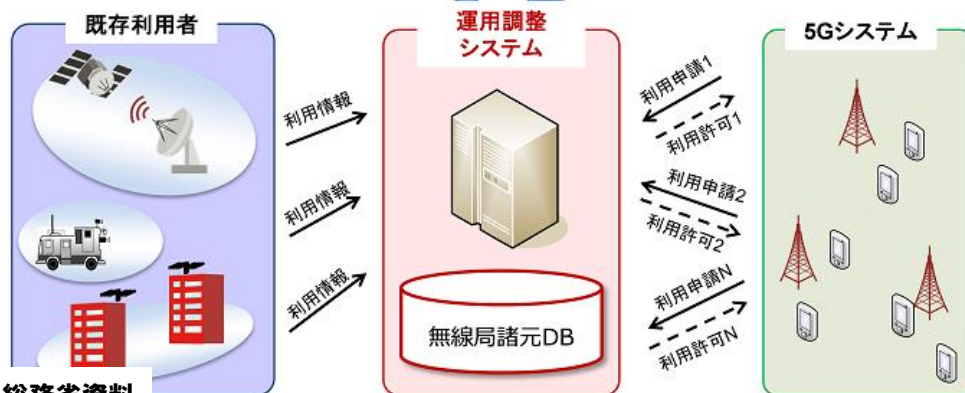 既存利用者
運用調整
システム
5Gシステム
利用情報
利用情報
利用情報
利用申請1
利用許可1
利用申請2
利用許可2
利用申請N
利用許可N
無線局諸元DB
総務省資料